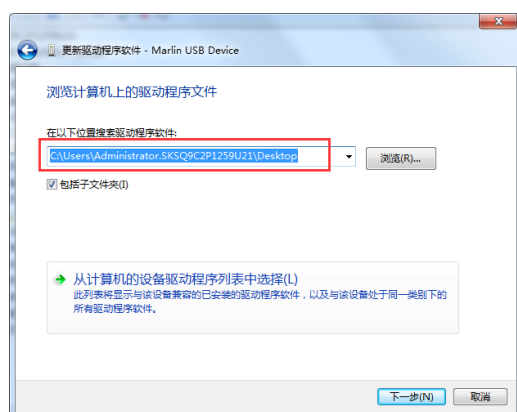 更新驱动程序软件 - Marlin USB Device
浏览计算机上的驱动程序文件
在以下位置搜索驱动程序软件:
C:\Users\Administrator.SKSQ9C2P1259U21\Desktop
浏览(R)...
包括子文件夹(I)
从计算机的设备驱动程序列表中选择(L)
此列表将显示与该设备兼容的已安装的驱动程序软件，以及与该设备处于同一类别下的
所有驱动程序软件。
下一步(N)
取消